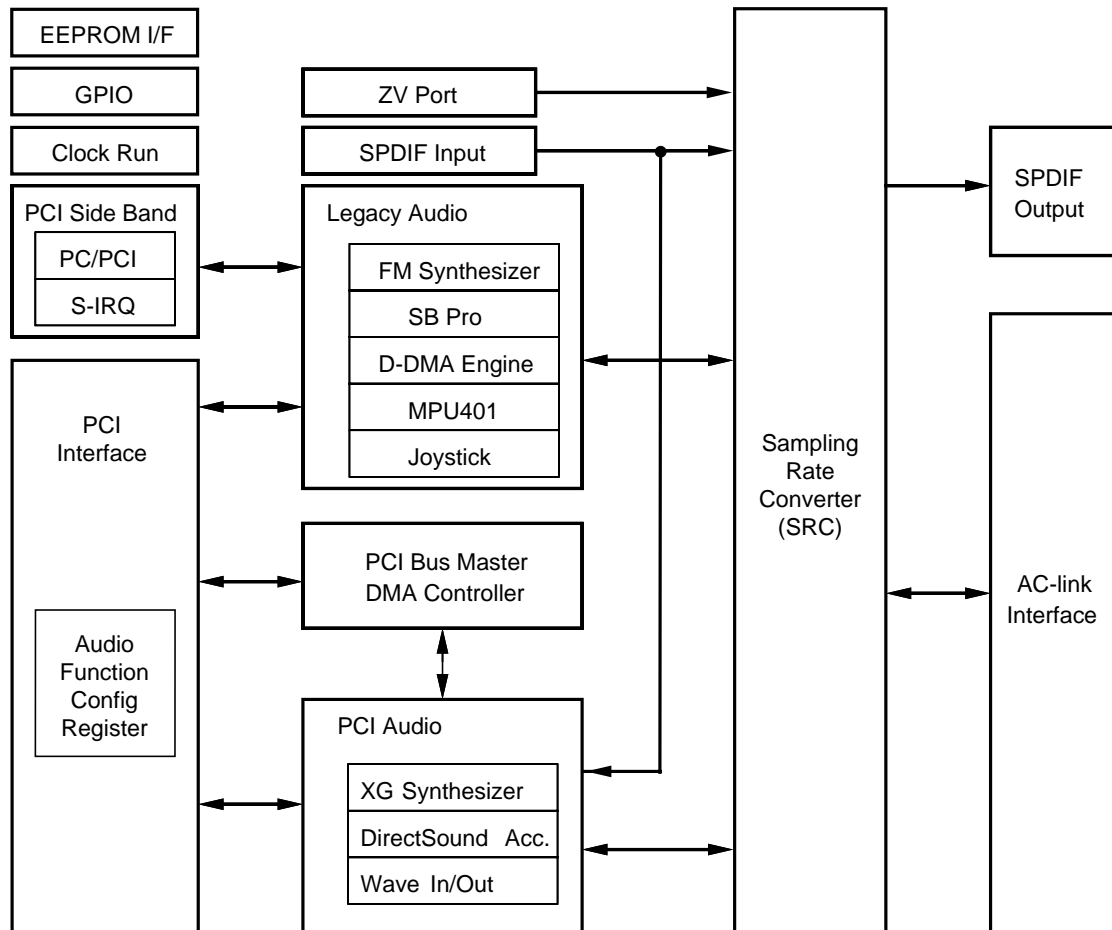 EEPROM I/F
GPIO
Clock Run
PCI Side Band
PC/PCI
S-IRQ
PCI
Interface
Audio
Function
Config
Register
ZV Port
SPDIF Input
Legacy Audio
FM Synthesizer
SB Pro
D-DMA Engine
MPU401
Joystick
PCI Bus Master
DMA Controller
PCI Audio
XG Synthesizer
DirectSound Acc.
Wave In/Out
Sampling
Rate
Converter
(SRC)
SPDIF
Output
AC-link
Interface